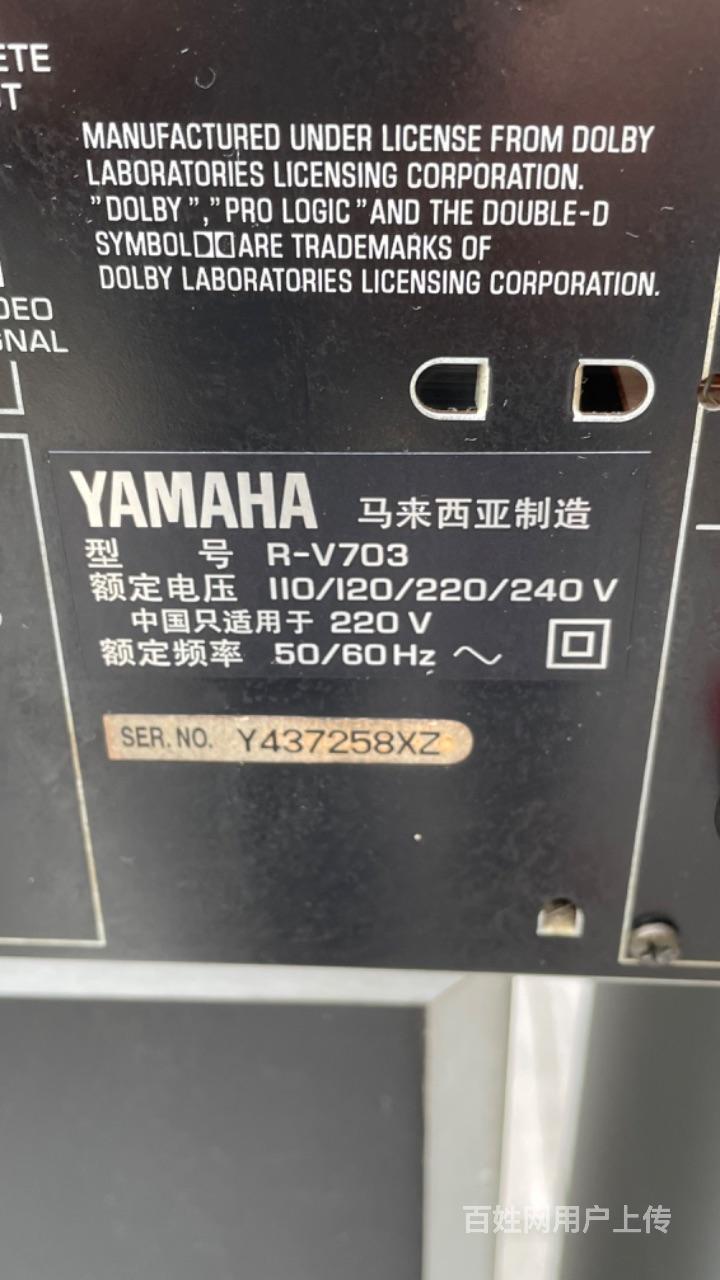 ETE
MANUFACTURED UNDER LICENSE FROM DOLBY
LABORATORIES LICENSING CORPORATION.
"DOLBY","PRO LOGIC"AND THE DOUBLE-D
SYMBOL ARE TRADEMARKS OF
DOLBY LABORATORIES LICENSING CORPORATION.
DEO
GNAL
YAMAHA 马来西亚制造
型 号 R-V703
额定电压 110/120/220/240 V
中国只适用于 220 V
额定频率 50/60Hz ~
SER. NO. Y437258XZ
百姓网用户上传